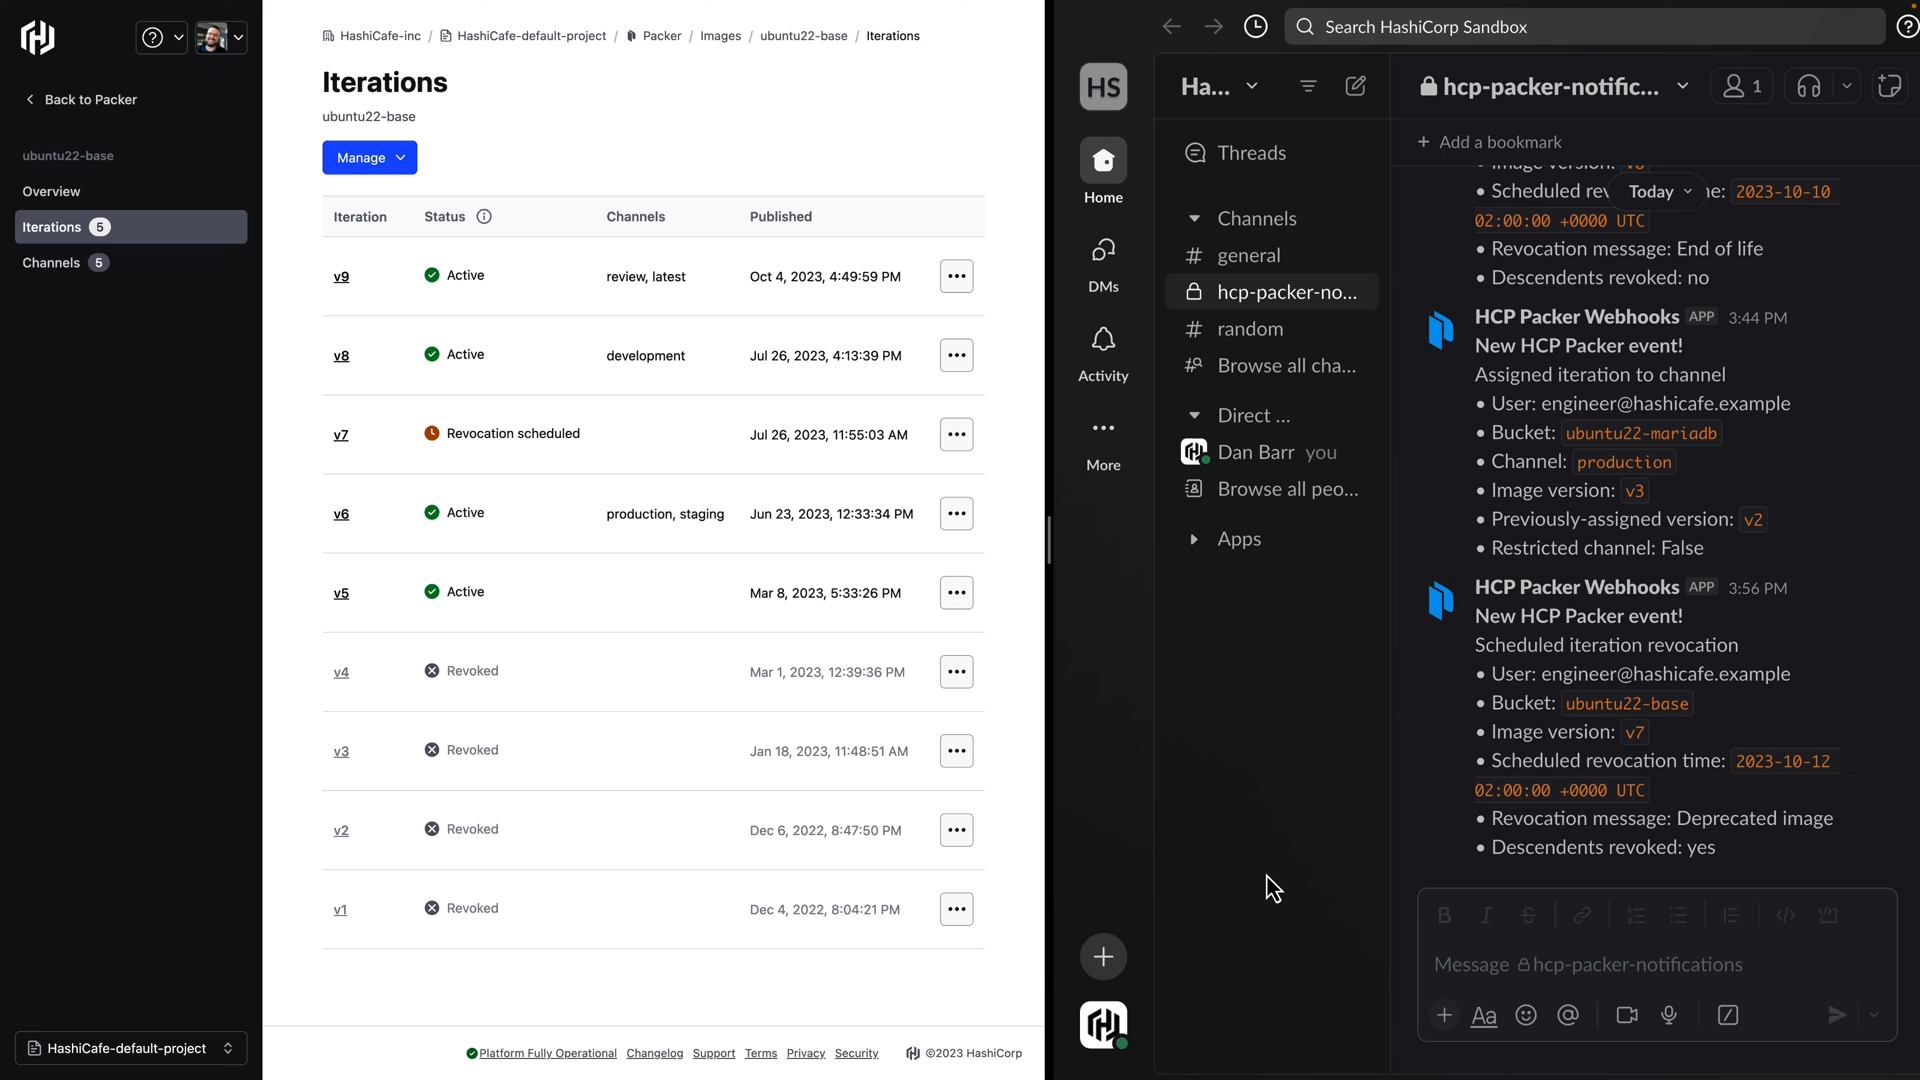 Back to Packer
ubuntu22-base
Overview
Iterations 5
Channels 5
HashiCafe-default-project
HashiCafe-inc / HashiCafe-default-project / Packer / Images / ubuntu22-base / Iterations
Iterations
ubuntu22-base
Manage
Iteration Status Channels Published
v9 Active review, latest Oct 4, 2023, 4:49:59 PM
v8 Active development Jul 26, 2023, 4:13:39 PM
v7 Revocation scheduled Jul 26, 2023, 11:55:03 AM
v6 Active production, staging Jun 23, 2023, 12:33:34 PM
v5 Active Mar 8, 2023, 5:33:26 PM
v4 Revoked Mar 1, 2023, 12:39:36 PM
v3 Revoked Jan 18, 2023, 11:48:51 AM
v2 Revoked Dec 6, 2022, 8:47:50 PM
v1 Revoked Dec 4, 2022, 8:04:21 PM
Platform Fully Operational Changelog Support Terms Privacy Security ©2023 HashiCorp
Search HashiCorp Sandbox
HS
Home
DMs
Activity
More
Ha...
Threads
Channels
# general
hcp-packer-no...
# random
Browse all cha...
Direct ...
Dan Barr you
Browse all peo...
Apps
hcp-packer-notific... 1
+ Add a bookmark
Today
• Image version: v6
• Scheduled rev me: 2023-10-10
02:00:00 +0000 UTC
• Revocation message: End of life
• Descendents revoked: no
HCP Packer Webhooks APP 3:44 PM
New HCP Packer event!
Assigned iteration to channel
• User: engineer@hashicafe.example
• Bucket: ubuntu22-mariadb
• Channel: production
• Image version: v3
• Previously-assigned version: v2
• Restricted channel: False
HCP Packer Webhooks APP 3:56 PM
New HCP Packer event!
Scheduled iteration revocation
• User: engineer@hashicafe.example
• Bucket: ubuntu22-base
• Image version: v7
• Scheduled revocation time: 2023-10-12
02:00:00 +0000 UTC
• Revocation message: Deprecated image
• Descendents revoked: yes
B I S
Message hcp-packer-notifications
Aa